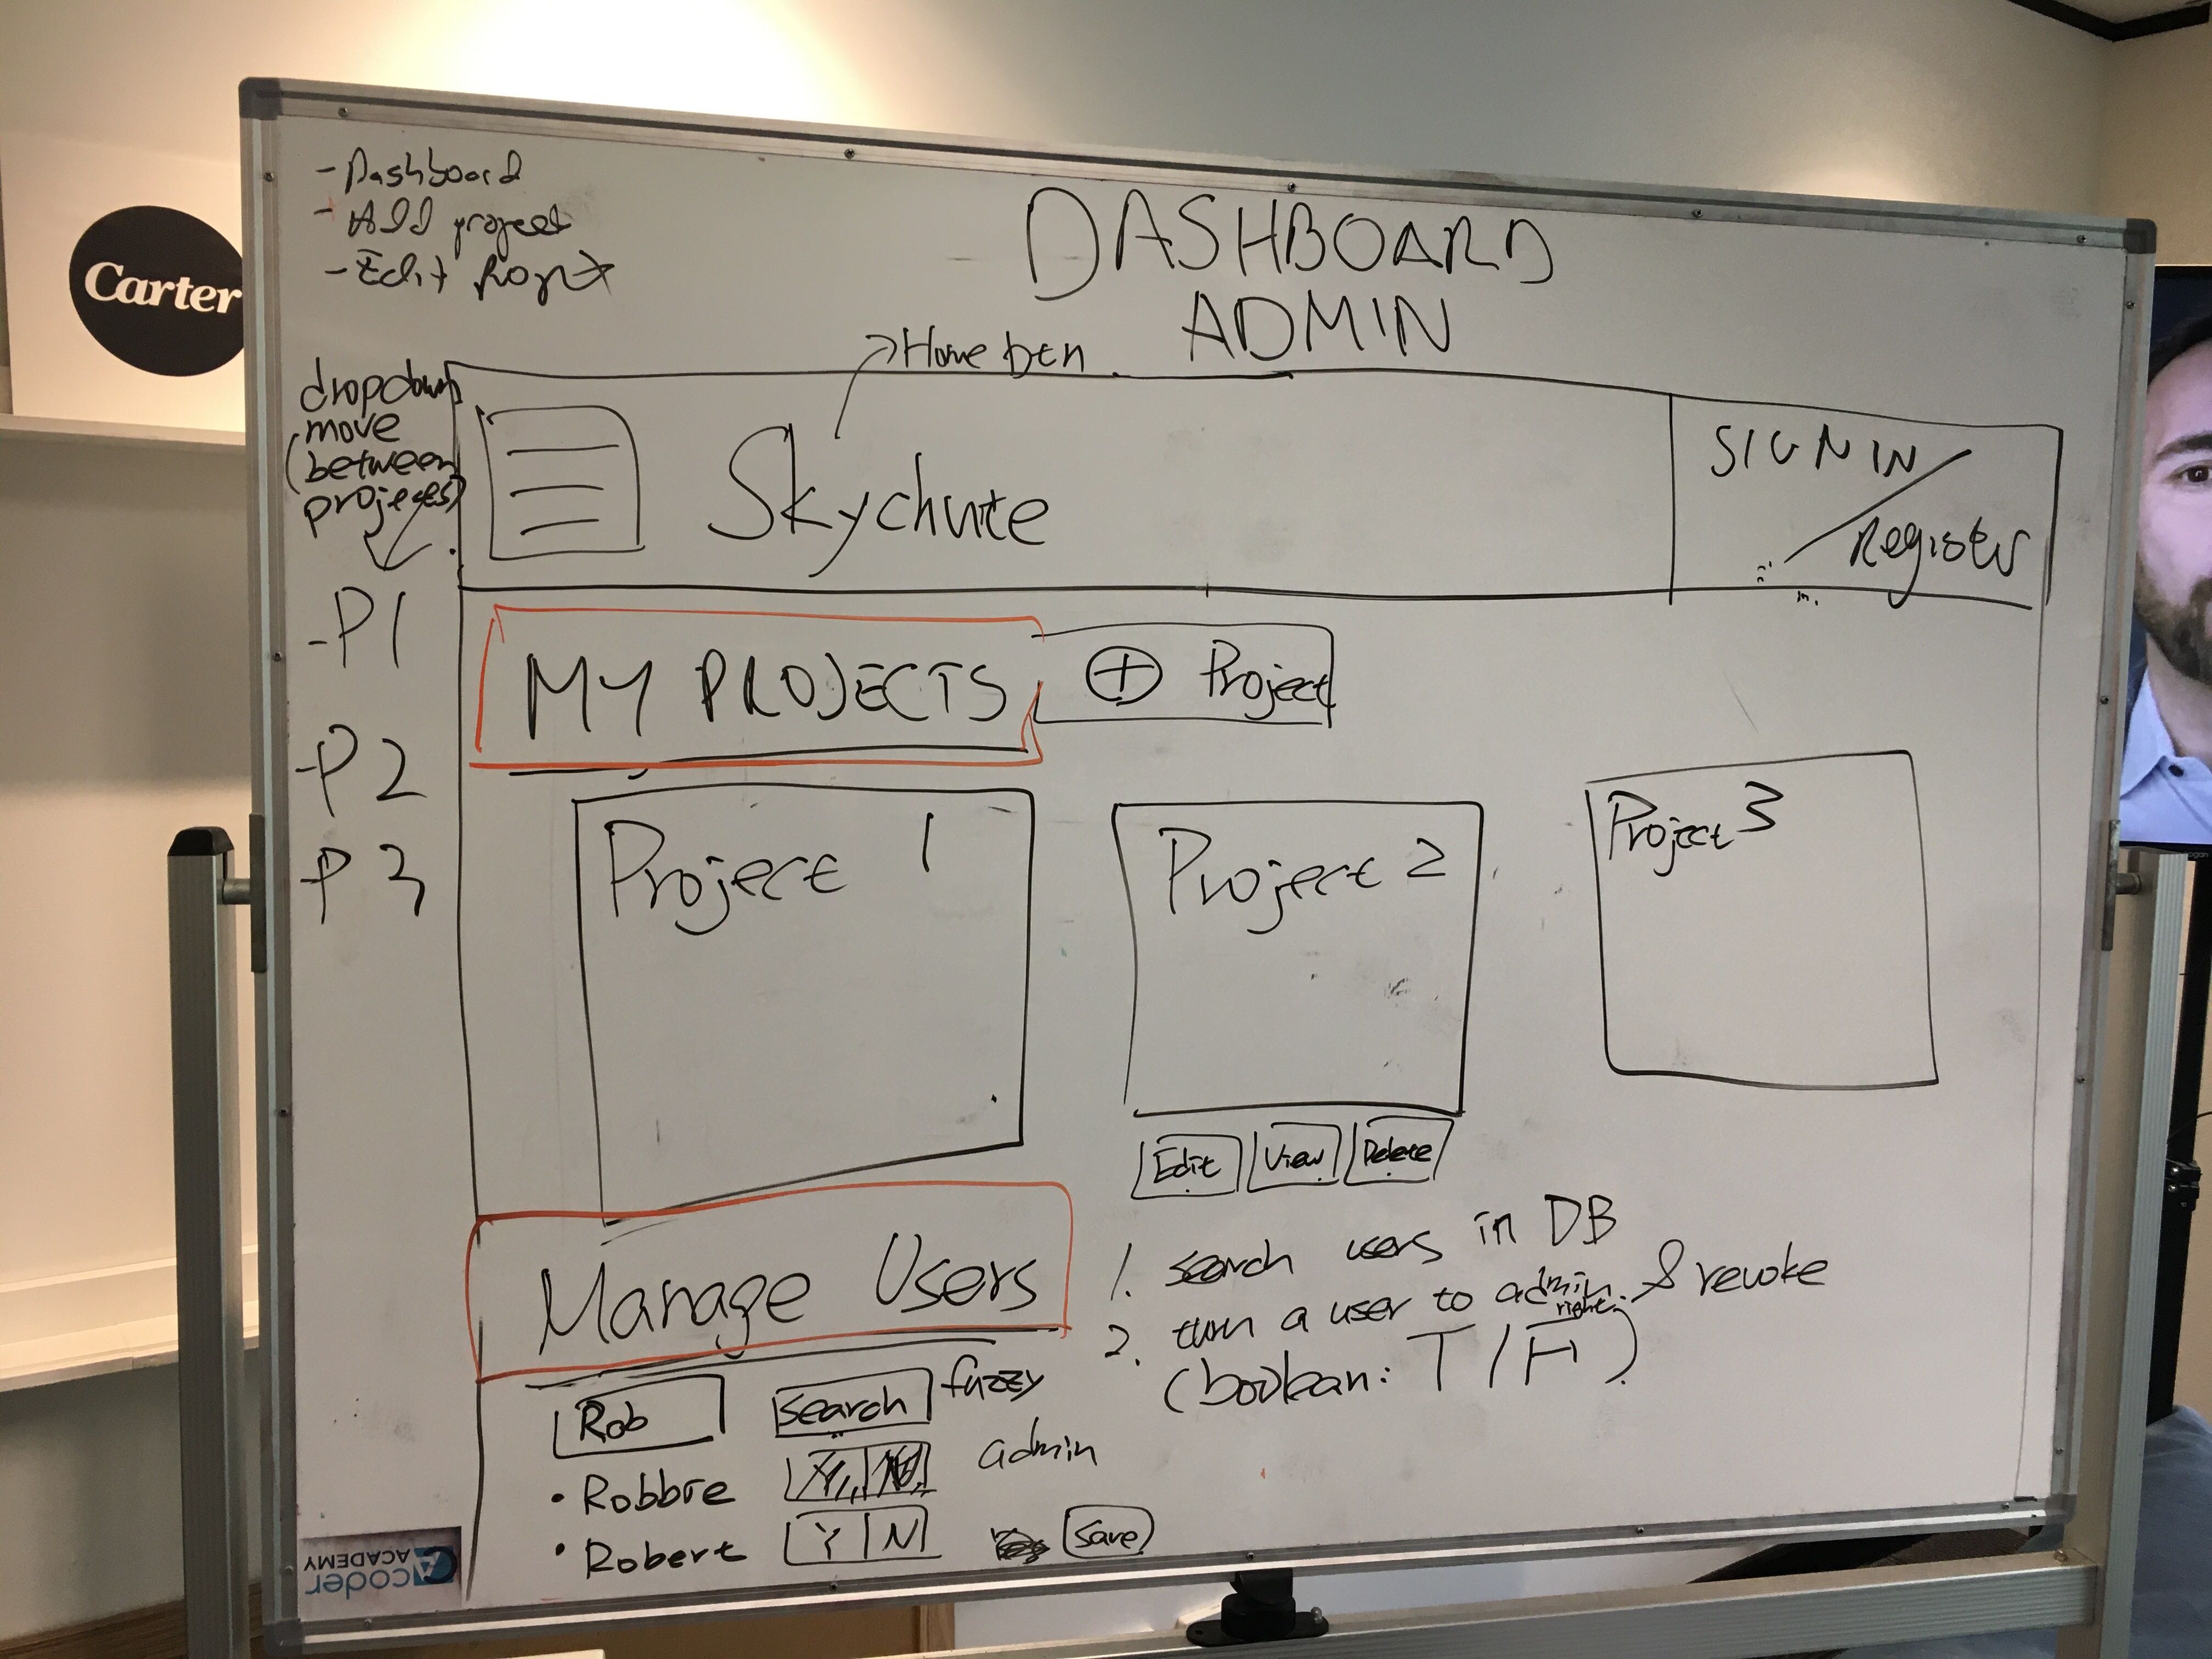 Carter
- Dashboard
- Add project
- Edit Project
DASHBOARD
ADMIN
Home btn
dropdown
move
(between
projects)
Skychute
SIGN IN /
Register
- P1
- P2
- P3
MY PROJECTS
+ Project
Project 1
Project 2
Project 3
Edit View Delete
Manage Users
1. search users in DB
2. turn a user to admin right & revoke
(boolean: T/F)
Rob search fuzzy
admin
• Robbre
• Robert Y | N Save
coder
ACADEMY